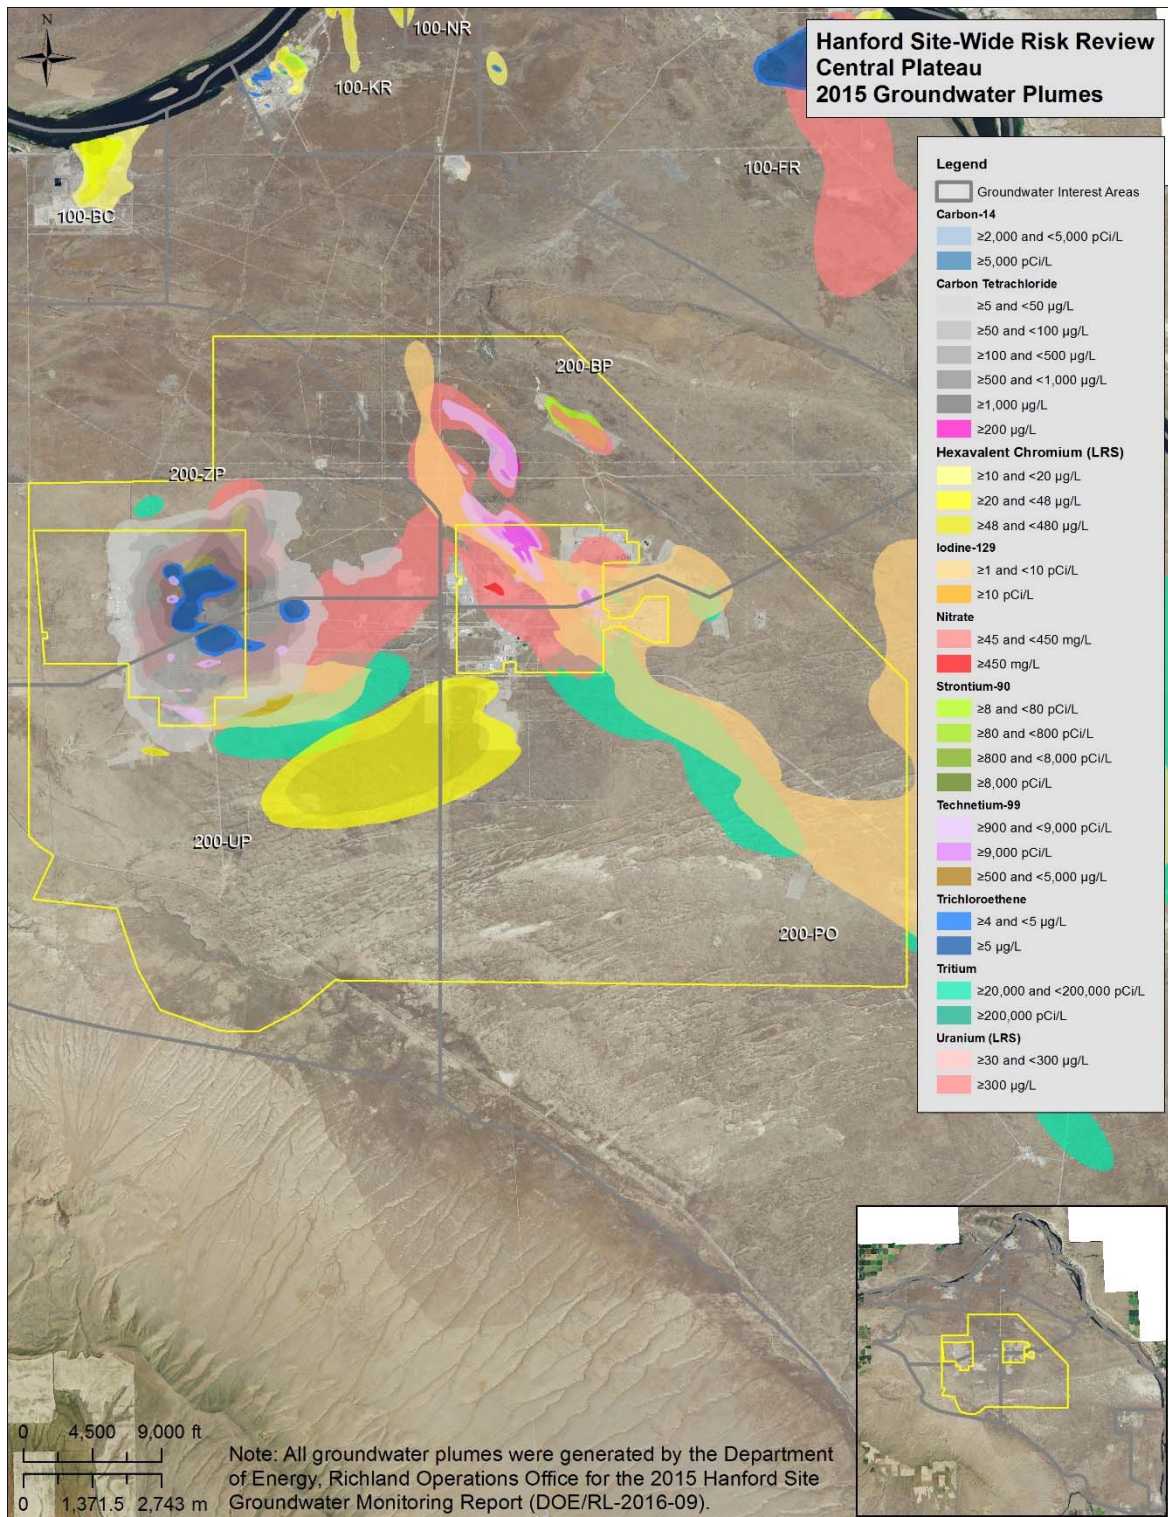 N
100-NR
100-KR
100-BC
100-FR
200-BP
200-ZP
200-UP
200-PO
Hanford Site-Wide Risk Review
Central Plateau
2015 Groundwater Plumes
Legend
Groundwater Interest Areas
Carbon-14
≥2,000 and <5,000 pCi/L
≥5,000 pCi/L
Carbon Tetrachloride
≥5 and <50 µg/L
≥50 and <100 µg/L
≥100 and <500 µg/L
≥500 and <1,000 µg/L
≥1,000 µg/L
≥200 µg/L
Hexavalent Chromium (LRS)
≥10 and <20 µg/L
≥20 and <48 µg/L
≥48 and <480 µg/L
Iodine-129
≥1 and <10 pCi/L
≥10 pCi/L
Nitrate
≥45 and <450 mg/L
≥450 mg/L
Strontium-90
≥8 and <80 pCi/L
≥80 and <800 pCi/L
≥800 and <8,000 pCi/L
≥8,000 pCi/L
Technetium-99
≥900 and <9,000 pCi/L
≥9,000 pCi/L
≥500 and <5,000 µg/L
Trichloroethene
≥4 and <5 µg/L
≥5 µg/L
Tritium
≥20,000 and <200,000 pCi/L
≥200,000 pCi/L
Uranium (LRS)
≥30 and <300 µg/L
≥300 µg/L
0 4,500 9,000 ft
0 1,371.5 2,743 m
Note: All groundwater plumes were generated by the Department
of Energy, Richland Operations Office for the 2015 Hanford Site
Groundwater Monitoring Report (DOE/RL-2016-09).